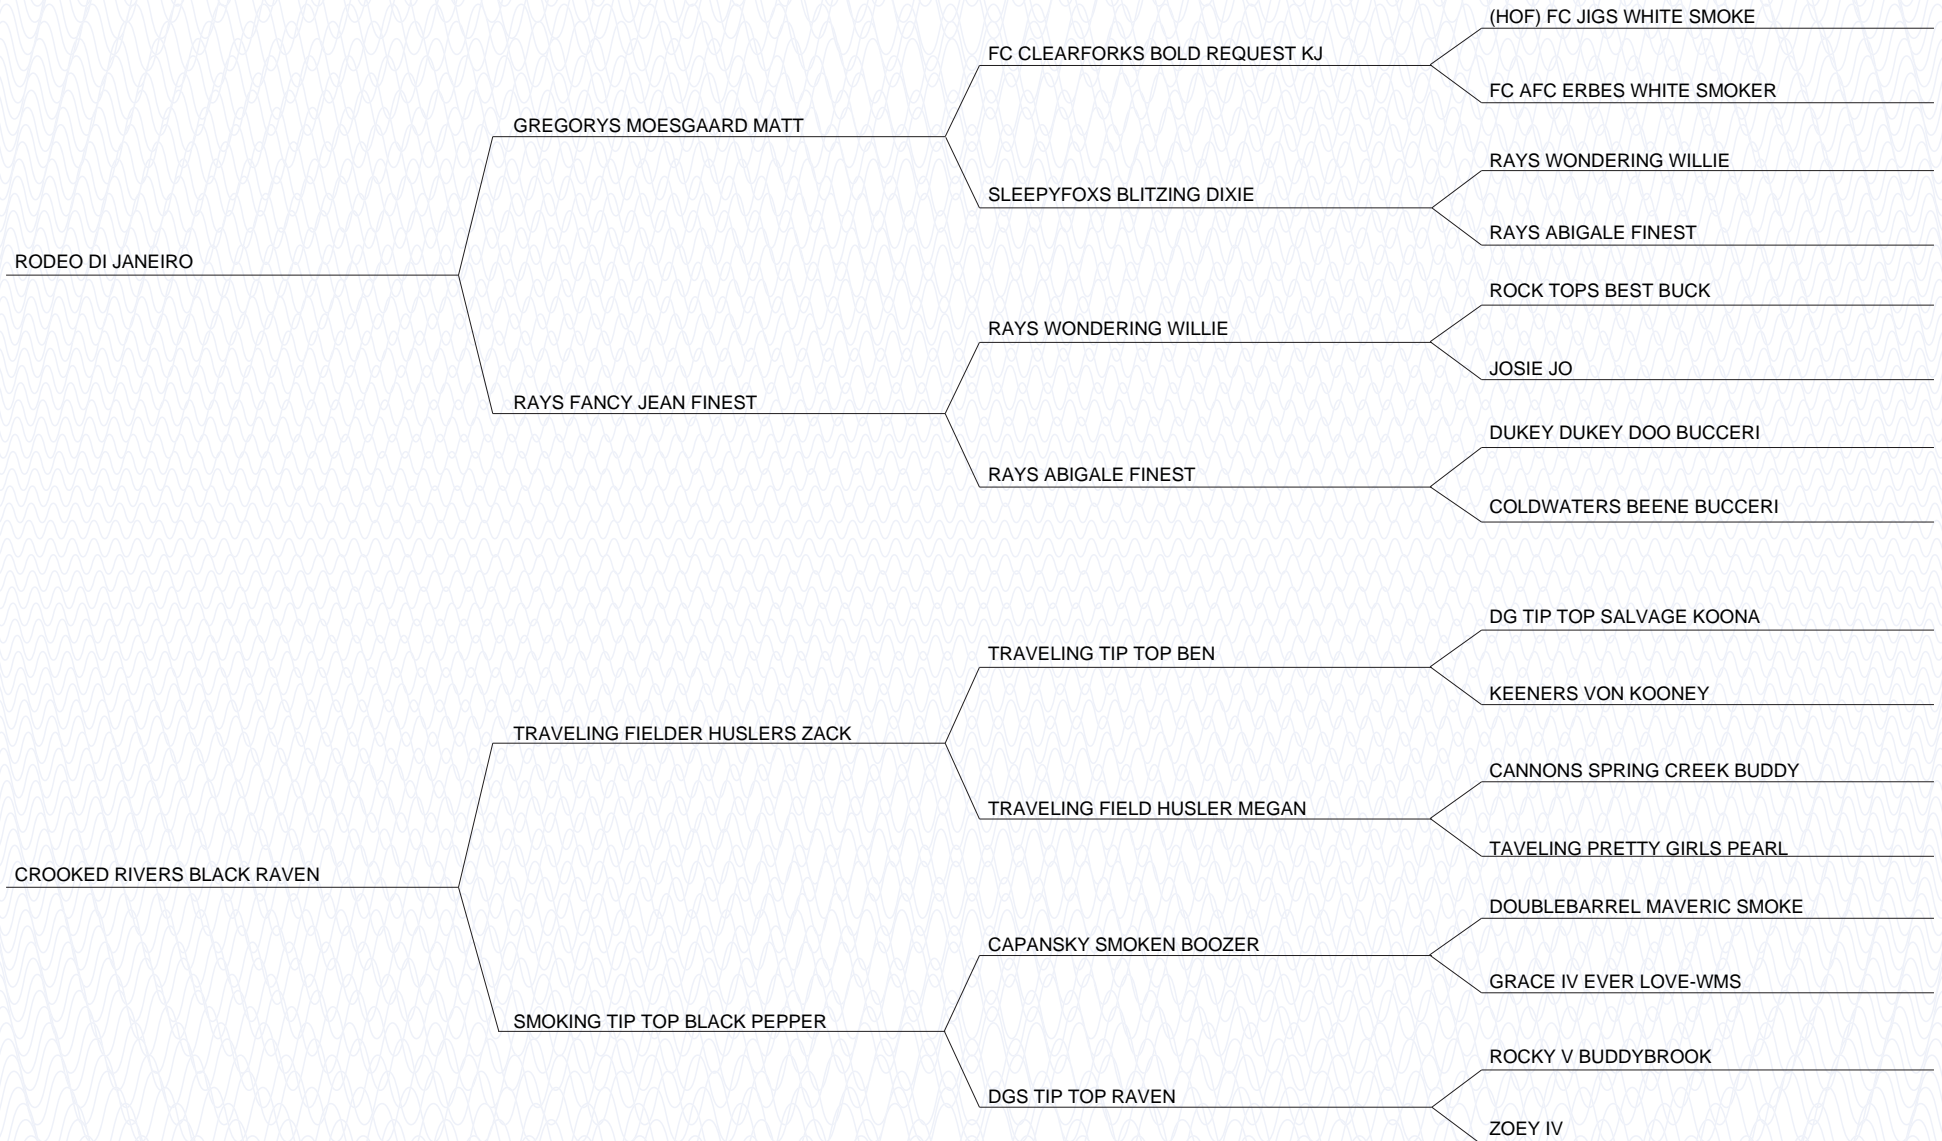 (HOF) FC JIGS WHITE SMOKE
FC CLEARFORKS BOLD REQUEST KJ
FC AFC ERBES WHITE SMOKER
GREGORYS MOESGAARD MATT
RAYS WONDERING WILLIE
SLEEPYFOXS BLITZING DIXIE
RAYS ABIGALE FINEST
RODEO DI JANEIRO
ROCK TOPS BEST BUCK
RAYS WONDERING WILLIE
JOSIE JO
RAYS FANCY JEAN FINEST
DUKEY DUKEY DOO BUCCERI
RAYS ABIGALE FINEST
COLDWATERS BEENE BUCCERI
DG TIP TOP SALVAGE KOONA
TRAVELING TIP TOP BEN
KEENERS VON KOONEY
TRAVELING FIELDER HUSLERS ZACK
CANNONS SPRING CREEK BUDDY
TRAVELING FIELD HUSLER MEGAN
TAVELING PRETTY GIRLS PEARL
CROOKED RIVERS BLACK RAVEN
DOUBLEBARREL MAVERIC SMOKE
CAPANSKY SMOKEN BOOZER
GRACE IV EVER LOVE-WMS
SMOKING TIP TOP BLACK PEPPER
ROCKY V BUDDYBROOK
DGS TIP TOP RAVEN
ZOEY IV